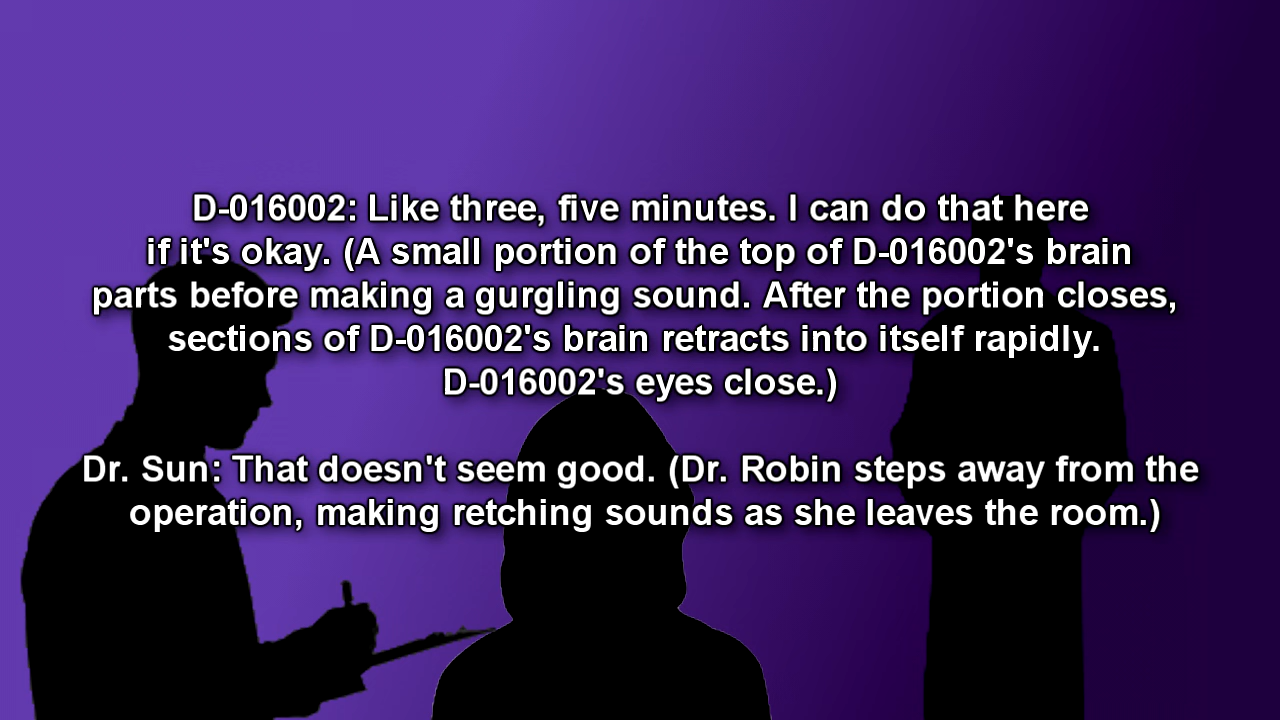 D-016002: Like three, five minutes. I can do that here
if it's okay. (A small portion of the top of D-016002's brain
parts before making a gurgling sound. After the portion closes,
sections of D-016002's brain retracts into itself rapidly.
D-016002's eyes close.)
Dr. Sun: That doesn't seem good. (Dr. Robin steps away from the
operation, making retching sounds as she leaves the room.)